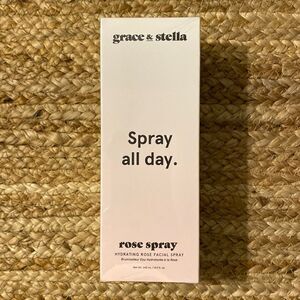 grace & stella
Spray
all day.
rose spray
HYDRATING ROSE FACIAL SPRAY